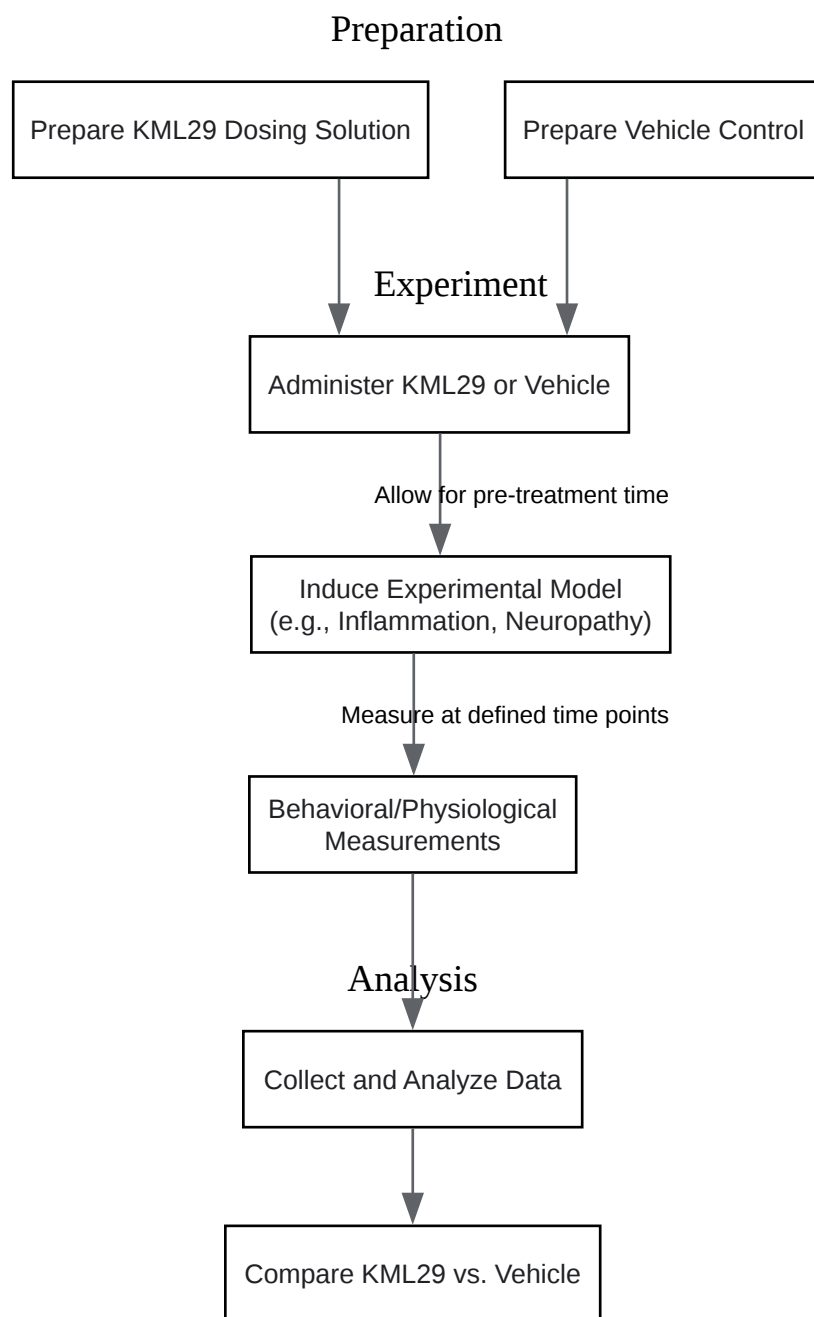 Preparation
Prepare KML29 Dosing Solution
Prepare Vehicle Control
Experiment
Administer KML29 or Vehicle
Allow for pre-treatment time
Induce Experimental Model
(e.g., Inflammation, Neuropathy)
Measure at defined time points
Behavioral/Physiological
Measurements
Analysis
Collect and Analyze Data
Compare KML29 vs. Vehicle